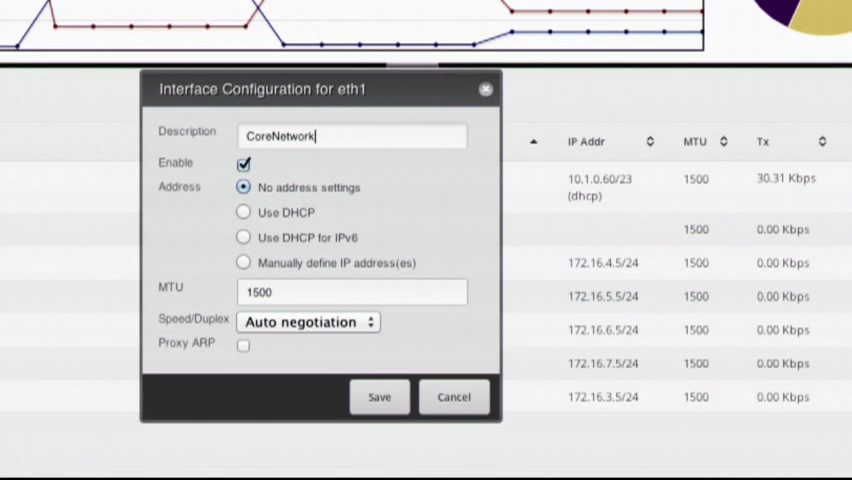 Interface Configuration for eth1
Description
CoreNetwork
Enable
Address
No address settings
Use DHCP
Use DHCP for IPv6
Manually define IP address(es)
MTU
1500
Speed/Duplex
Auto negotiation
Proxy ARP
Save
Cancel
IP Addr MTU Tx
10.1.0.60/23 1500 30.31 Kbps
(dhcp)
1500 0.00 Kbps
172.16.4.5/24 1500 0.00 Kbps
172.16.5.5/24 1500 0.00 Kbps
172.16.6.5/24 1500 0.00 Kbps
172.16.7.5/24 1500 0.00 Kbps
172.16.3.5/24 1500 0.00 Kbps